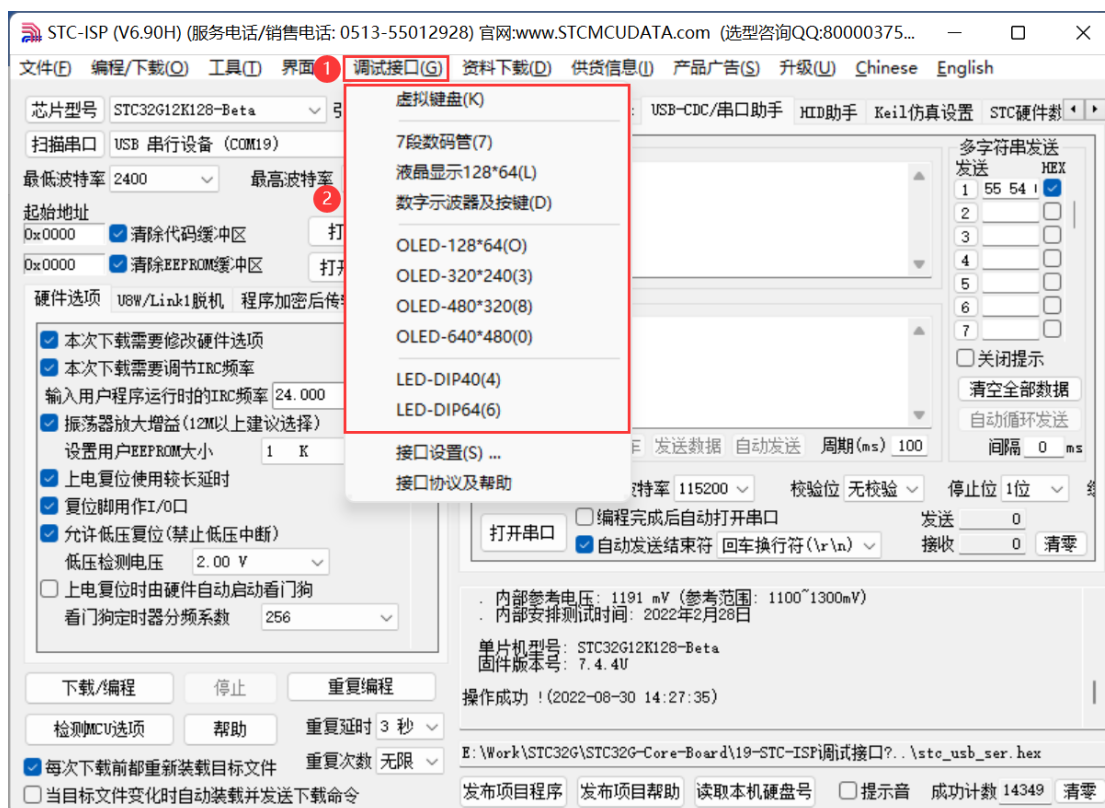 STC-ISP (V6.90H) (服务电话/销售电话: 0513-55012928) 官网:www.STCMCUDATA.com (选型咨询QQ:80000375...
文件(F) 编程/下载(O) 工具(T) 界面 1 调试接口(G) 资料下载(D) 供货信息(I) 产品广告(S) 升级(U) Chinese English
芯片型号 STC32G12K128-Beta
扫描串口 USB 串行设备 (COM19)
最低波特率 2400 最高波特率
起始地址
0x0000 清除代码缓冲区
0x0000 清除EEPROM缓冲区
2
硬件选项 U8W/Link1脱机 程序加密后传
本次下载需要修改硬件选项
本次下载需要调节IRC频率
输入用户程序运行时的IRC频率 24.000
振荡器放大增益(12M以上建议选择)
设置用户EEPROM大小 1 K
上电复位使用较长延时
复位脚用作I/O口
允许低压复位(禁止低压中断)
低压检测电压 2.00 V
上电复位时由硬件自动启动看门狗
看门狗定时器分频系数 256
虚拟键盘(K)
7段数码管(7)
液晶显示128*64(L)
数字示波器及按键(D)
OLED-128*64(O)
OLED-320*240(3)
OLED-480*320(8)
OLED-640*480(0)
LED-DIP40(4)
LED-DIP64(6)
接口设置(S) ...
接口协议及帮助
USB-CDC/串口助手 HID助手 Keil仿真设置 STC硬件数
多字符串发送
发送 HEX
1 55 54
2
3
4
5
6
7
关闭提示
清空全部数据
自动循环发送
间隔 0 ms
发送数据 自动发送 周期(ms) 100
特率 115200 校验位 无校验 停止位 1位
打开串口 编程完成后自动打开串口 发送 0
自动发送结束符 回车换行符(\r\n) 接收 0 清零
. 内部参考电压: 1191 mV (参考范围: 1100~1300mV)
. 内部安排测试时间: 2022年2月28日
单片机型号: STC32G12K128-Beta
固件版本号: 7.4.4U
操作成功 !(2022-08-30 14:27:35)
下载/编程 停止 重复编程
检测MCU选项 帮助 重复延时 3 秒
每次下载前都重新装载目标文件 重复次数 无限
当目标文件变化时自动装载并发送下载命令
E:\Work\STC32G\STC32G-Core-Board\19-STC-ISP调试接口?..\stc_usb_ser.hex
发布项目程序 发布项目帮助 读取本机硬盘号 提示音 成功计数 14349 清零